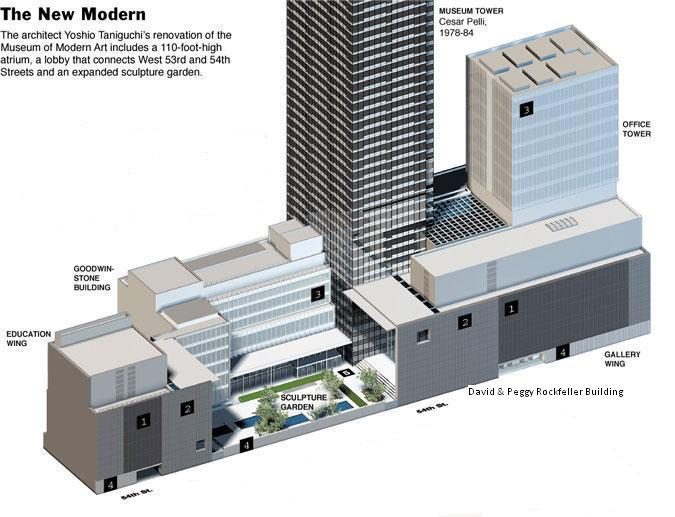 The New Modern
The architect Yoshio Taniguchi's renovation of the
Museum of Modern Art includes a 110-foot-high
atrium, a lobby that connects West 53rd and 54th
Streets and an expanded sculpture garden.
MUSEUM TOWER
Cesar Pelli,
1978-84
3
OFFICE
TOWER
GOODWIN-
STONE
BUILDING
3
EDUCATION
WING
2
1
4
GALLERY
WING
5
David & Peggy Rockfeller Building
SCULPTURE
GARDEN
54th St.
1
2
4
4
54th St.